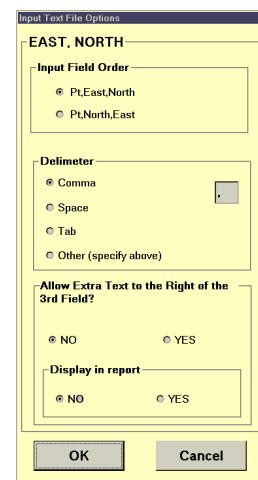 Input Text File Options
EAST, NORTH
Input Field Order
Pt,East,North
Pt,North,East
Delimeter
Comma
,
Space
Tab
Other (specify above)
Allow Extra Text to the Right of the
3rd Field?
NO YES
Display in report
NO YES
OK Cancel